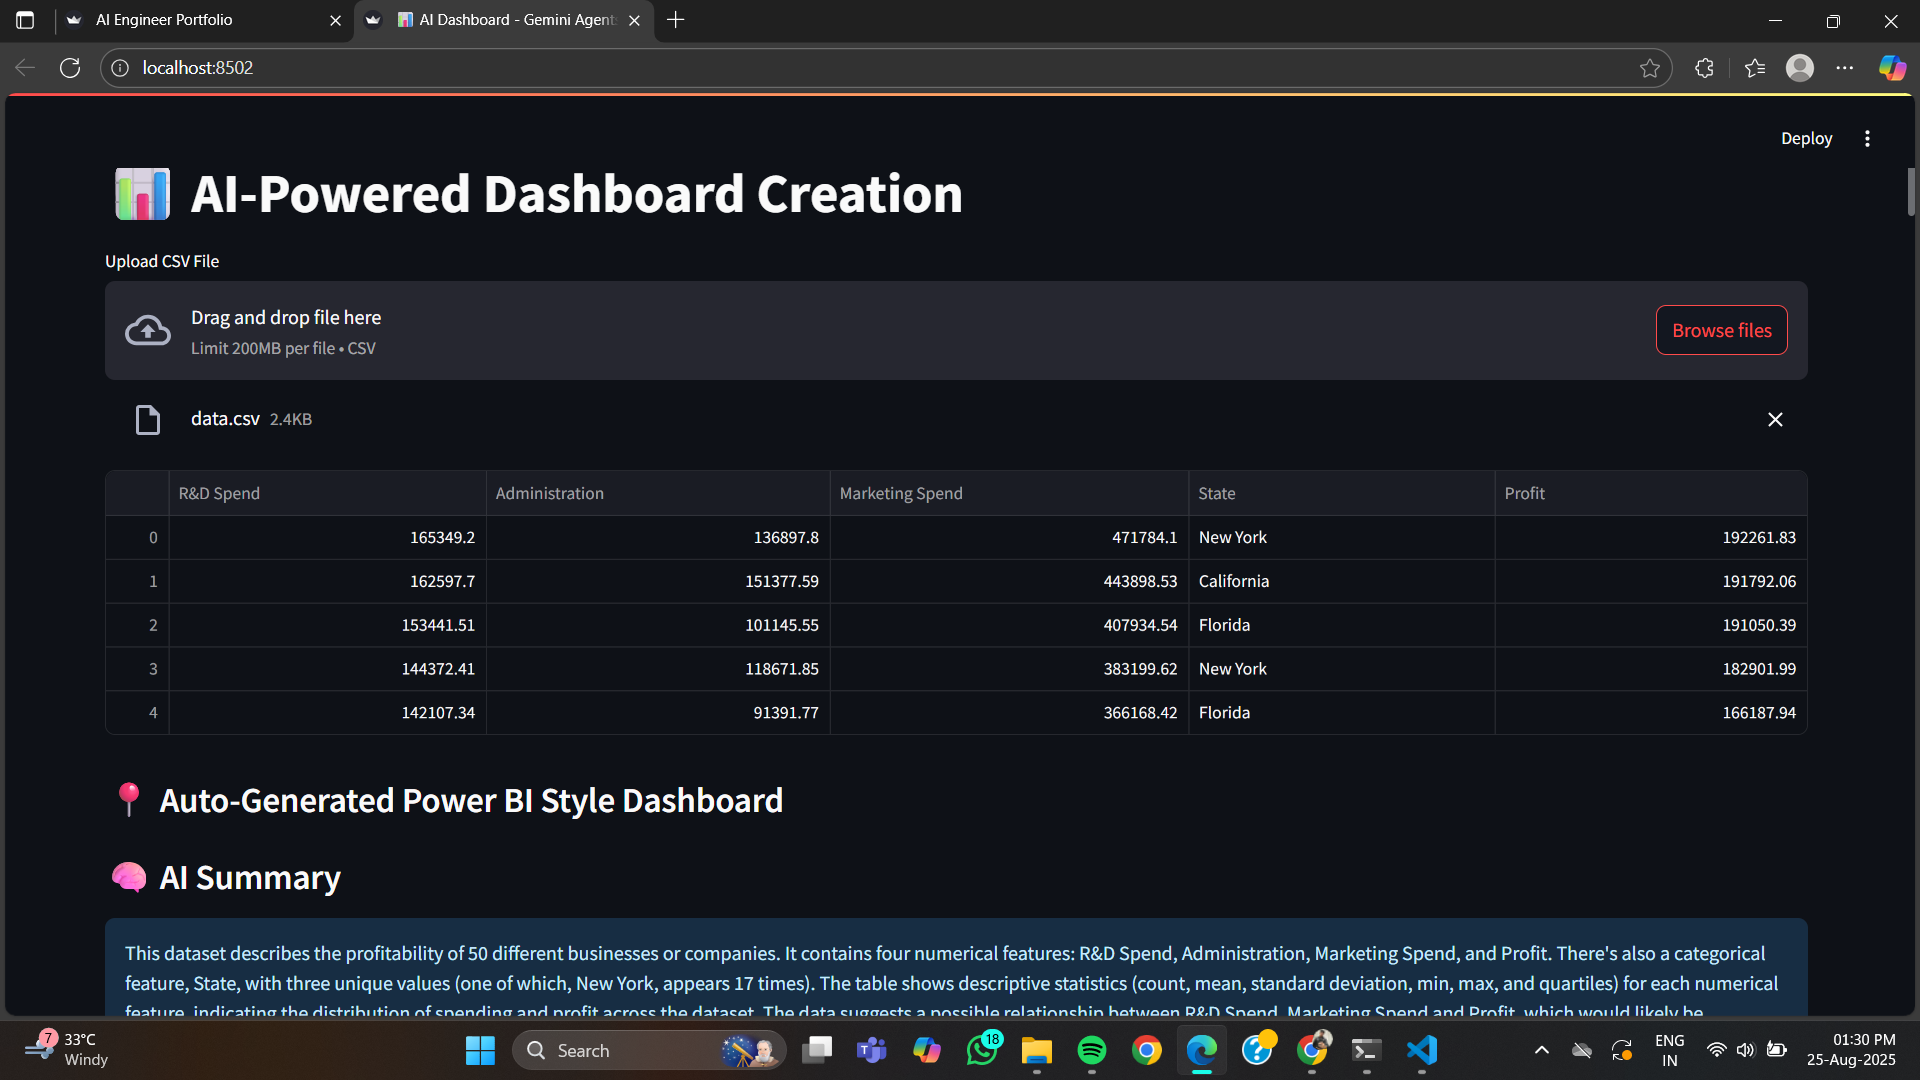 AI Engineer Portfolio
AI Dashboard - Gemini Agent
localhost:8502
Deploy
AI-Powered Dashboard Creation
Upload CSV File
Drag and drop file here
Limit 200MB per file • CSV
Browse files
data.csv 2.4KB
R&D Spend Administration Marketing Spend State Profit
0 165349.2 136897.8 471784.1 New York 192261.83
1 162597.7 151377.59 443898.53 California 191792.06
2 153441.51 101145.55 407934.54 Florida 191050.39
3 144372.41 118671.85 383199.62 New York 182901.99
4 142107.34 91391.77 366168.42 Florida 166187.94
Auto-Generated Power BI Style Dashboard
AI Summary
This dataset describes the profitability of 50 different businesses or companies. It contains four numerical features: R&D Spend, Administration, Marketing Spend, and Profit. There's also a categorical
feature, State, with three unique values (one of which, New York, appears 17 times). The table shows descriptive statistics (count, mean, standard deviation, min, max, and quartiles) for each numerical
feature, indicating the distribution of spending and profit across the dataset. The data suggests a possible relationship between R&D Spend, Marketing Spend and Profit, which would likely be
7
33°C
Windy
Search
18
ENG
IN
01:30 PM
25-Aug-2025